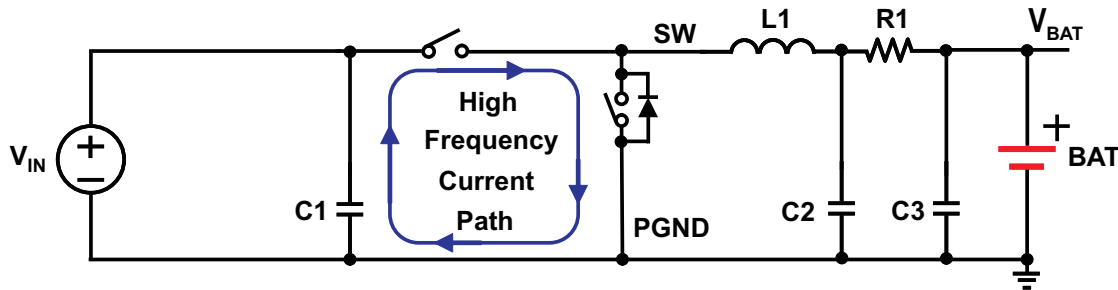 L1
R1
V_BAT
SW
High
Frequency
Current
Path
V_IN
+
−
C1
PGND
C2
C3
+
BAT